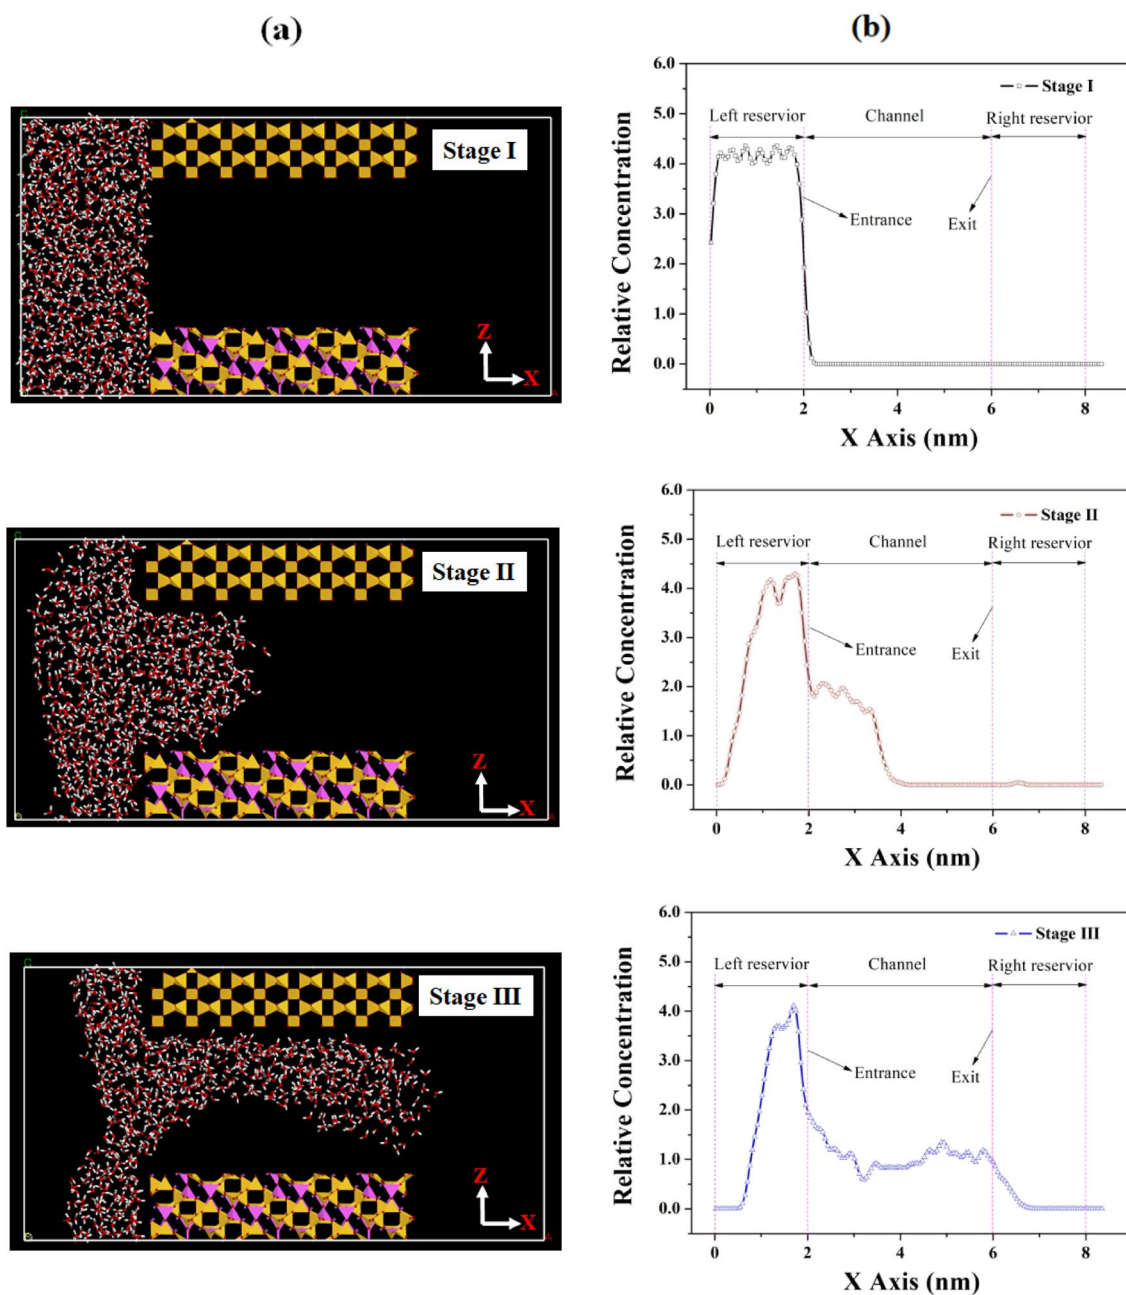 (a)
(b)
Stage I
Z
X
6.0
5.0
4.0
3.0
2.0
1.0
0.0
Relative Concentration
Stage I
Left reservior
Channel
Right reservior
Entrance
Exit
0
2
4
6
8
X Axis (nm)
Stage II
Z
X
6.0
5.0
4.0
3.0
2.0
1.0
0.0
Relative Concentration
Stage II
Left reservior
Channel
Right reservior
Entrance
Exit
0
2
4
6
8
X Axis (nm)
Stage III
Z
X
6.0
5.0
4.0
3.0
2.0
1.0
0.0
Relative Concentration
Stage III
Left reservior
Channel
Right reservior
Entrance
Exit
0
2
4
6
8
X Axis (nm)